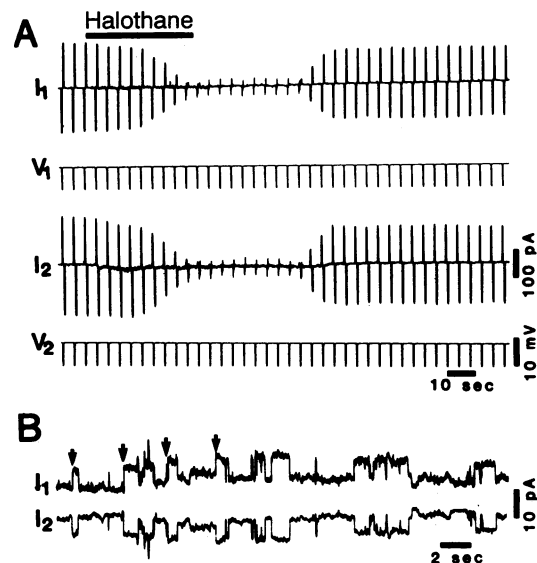 Halothane
A
I1
V1
I2
100 pA
V2
10 mV
10 sec
B
I1
I2
10 pA
2 sec